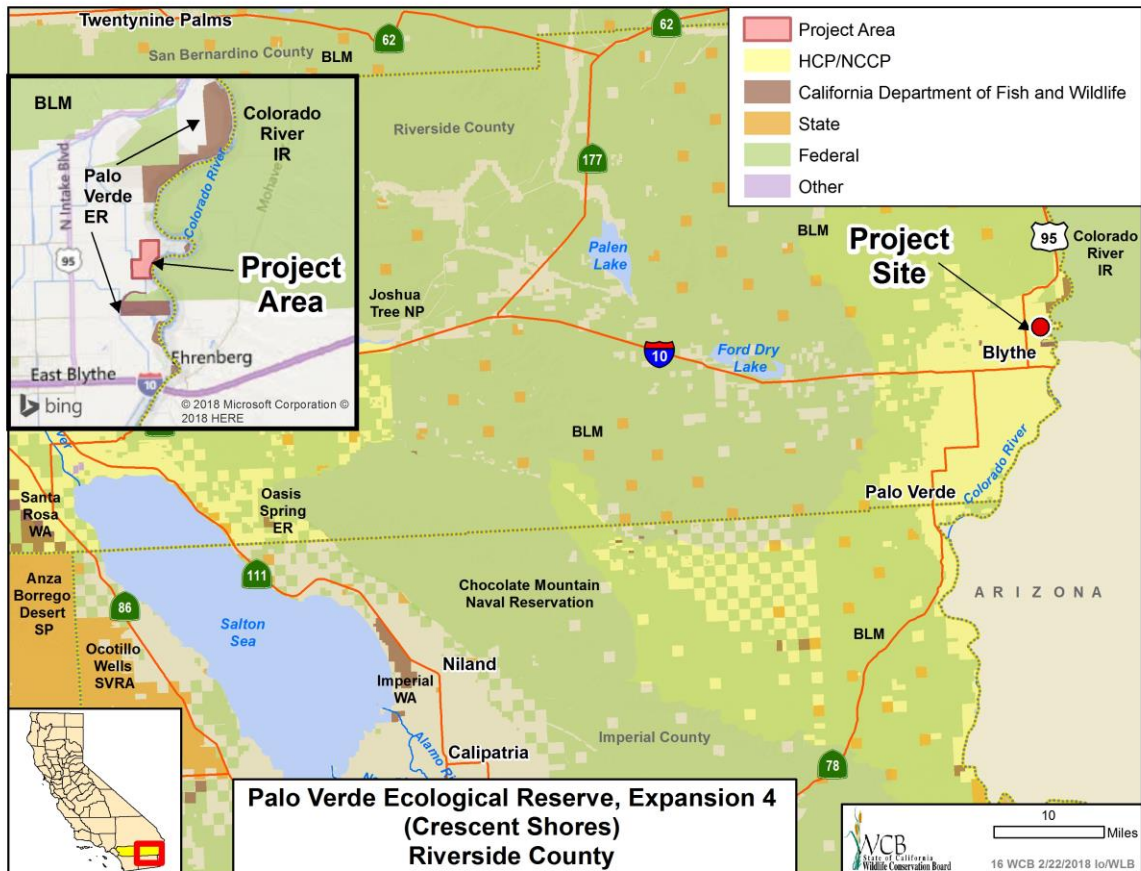 Twentynine Palms
62
62
San Bernardino County
BLM
Project Area
HCP/NCCP
California Department of Fish and Wildlife
State
Federal
Other
BLM
Colorado
River
IR
N Intake Blvd
Palo
Verde
ER
Colorado River
Mohave
95
Project
Area
Ehrenberg
East Blythe
10
bing
© 2018 Microsoft Corporation ©
2018 HERE
Riverside County
177
Palen
Lake
BLM
Project
Site
95
Colorado
River
IR
Joshua
Tree NP
10
Ford Dry
Lake
Blythe
BLM
Palo Verde
Colorado River
Santa
Rosa
WA
Oasis
Spring
ER
Anza
Borrego
Desert
SP
111
86
Chocolate Mountain
Naval Reservation
ARIZONA
Salton
Sea
BLM
Ocotillo
Wells
SVRA
Niland
Imperial
WA
Imperial County
Calipatria
78
Palo Verde Ecological Reserve, Expansion 4
(Crescent Shores)
Riverside County
WCB
State of California
Wildlife Conservation Board
10
Miles
16 WCB 2/22/2018 lo/WLB